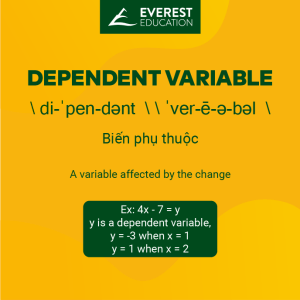 EVEREST
EDUCATION
DEPENDENT VARIABLE
\ di-ˈpen-dənt \ \ ˈver-ē-ə-bəl \
Biến phụ thuộc
A variable affected by the change
Ex: 4x - 7 = y
y is a dependent variable,
y = -3 when x = 1
y = 1 when x = 2